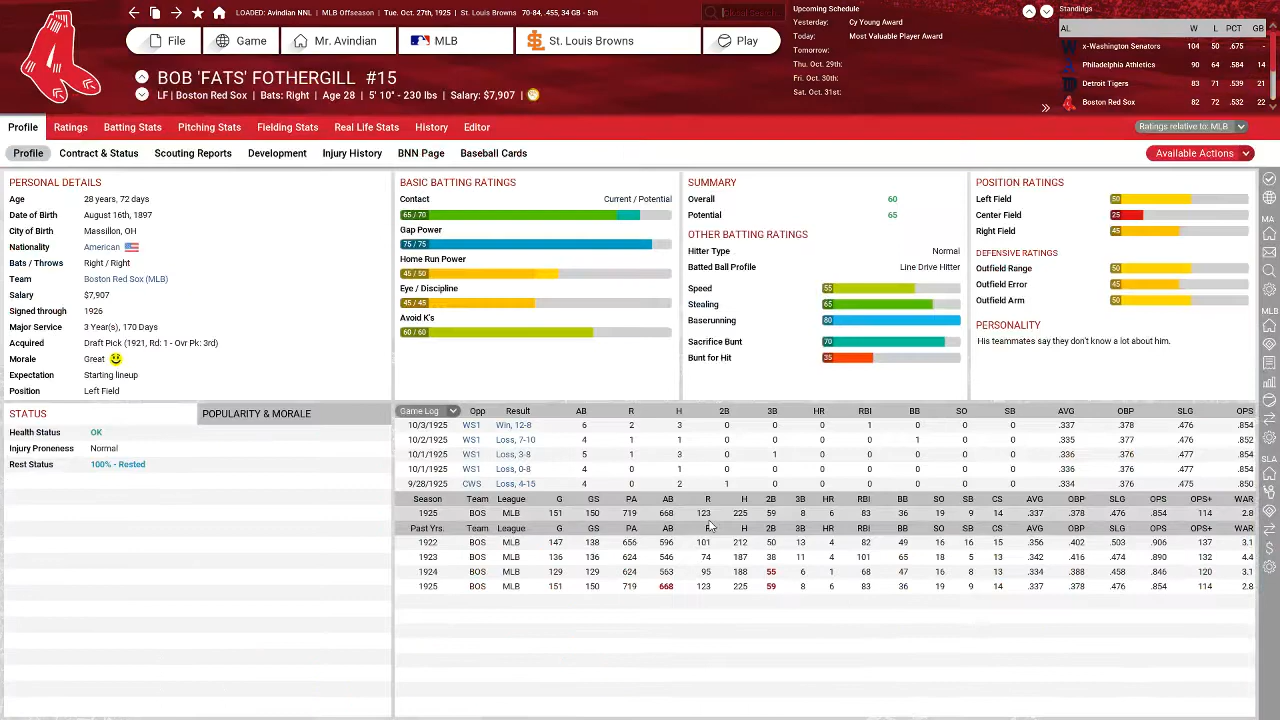 LOADED: Avindian NNL | MLB Offseason | Tue. Oct. 27th, 1925 | St. Louis Browns 70-84, .455, 34 GB - 5th
Global Search
File Game Mr. Avindian MLB St. Louis Browns Play
Upcoming Schedule
Yesterday: Cy Young Award
Today: Most Valuable Player Award
Tomorrow:
Thu. Oct. 29th:
Fri. Oct. 30th:
Sat. Oct. 31st:
Standings
AL W L PCT GB
x-Washington Senators 104 50 .675 -
Philadelphia Athletics 90 64 .584 14
Detroit Tigers 83 71 .539 21
Boston Red Sox 82 72 .532 22
BOB 'FATS' FOTHERGILL #15
LF | Boston Red Sox | Bats: Right | Age 28 | 5' 10" - 230 lbs | Salary: $7,907 |
Profile Ratings Batting Stats Pitching Stats Fielding Stats Real Life Stats History Editor
Ratings relative to: MLB
Profile Contract & Status Scouting Reports Development Injury History BNN Page Baseball Cards
Available Actions
PERSONAL DETAILS
Age 28 years, 72 days
Date of Birth August 16th, 1897
City of Birth Massillon, OH
Nationality American
Bats / Throws Right / Right
Team Boston Red Sox (MLB)
Salary $7,907
Signed through 1926
Major Service 3 Year(s), 170 Days
Acquired Draft Pick (1921, Rd: 1 - Ovr Pk: 3rd)
Morale Great
Expectation Starting lineup
Position Left Field
BASIC BATTING RATINGS
Contact Current / Potential
65 / 70
Gap Power
75 / 75
Home Run Power
45 / 50
Eye / Discipline
45 / 45
Avoid K's
60 / 60
SUMMARY
Overall 60
Potential 65
OTHER BATTING RATINGS
Hitter Type Normal
Batted Ball Profile Line Drive Hitter
Speed 55
Stealing 65
Baserunning 80
Sacrifice Bunt 70
Bunt for Hit 35
POSITION RATINGS
Left Field 50
Center Field 25
Right Field 45
DEFENSIVE RATINGS
Outfield Range 50
Outfield Error 45
Outfield Arm 50
PERSONALITY
His teammates say they don't know a lot about him.
STATUS POPULARITY & MORALE
Health Status OK
Injury Proneness Normal
Rest Status 100% - Rested
Game Log Opp Result AB R H 2B 3B HR RBI BB SO SB AVG OBP SLG OPS
10/3/1925 WS1 Win, 12-8 6 2 3 0 0 0 1 0 0 0 .337 .378 .476 .854
10/2/1925 WS1 Loss, 7-10 4 1 1 0 0 0 0 1 0 0 .335 .377 .476 .852
10/1/1925 WS1 Loss, 3-8 5 1 3 0 1 0 0 0 0 0 .336 .376 .477 .854
10/1/1925 WS1 Loss, 0-8 4 0 1 0 0 0 0 0 0 0 .336 .376 .475 .851
9/28/1925 CWS Loss, 4-15 4 0 2 1 0 0 0 0 0 0 .334 .376 .475 .850
Season Team League G GS PA AB R H 2B 3B HR RBI BB SO SB CS AVG OBP SLG OPS OPS+ WAR
1925 BOS MLB 151 150 719 668 123 225 59 8 6 83 36 19 9 14 .337 .378 .476 .854 114 2.8
Past Yrs. Team League G GS PA AB R H 2B 3B HR RBI BB SO SB CS AVG OBP SLG OPS OPS+ WAR
1922 BOS MLB 147 138 656 596 101 212 50 13 4 82 49 16 16 15 .356 .402 .503 .906 137 3.1
1923 BOS MLB 136 136 624 546 74 187 38 11 4 101 65 18 5 13 .342 .416 .474 .890 132 4.4
1924 BOS MLB 129 129 624 563 95 188 55 6 1 68 47 16 8 13 .334 .388 .458 .846 120 3.1
1925 BOS MLB 151 150 719 668 123 225 59 8 6 83 36 19 9 14 .337 .378 .476 .854 114 2.8
MA
MLB
SLA